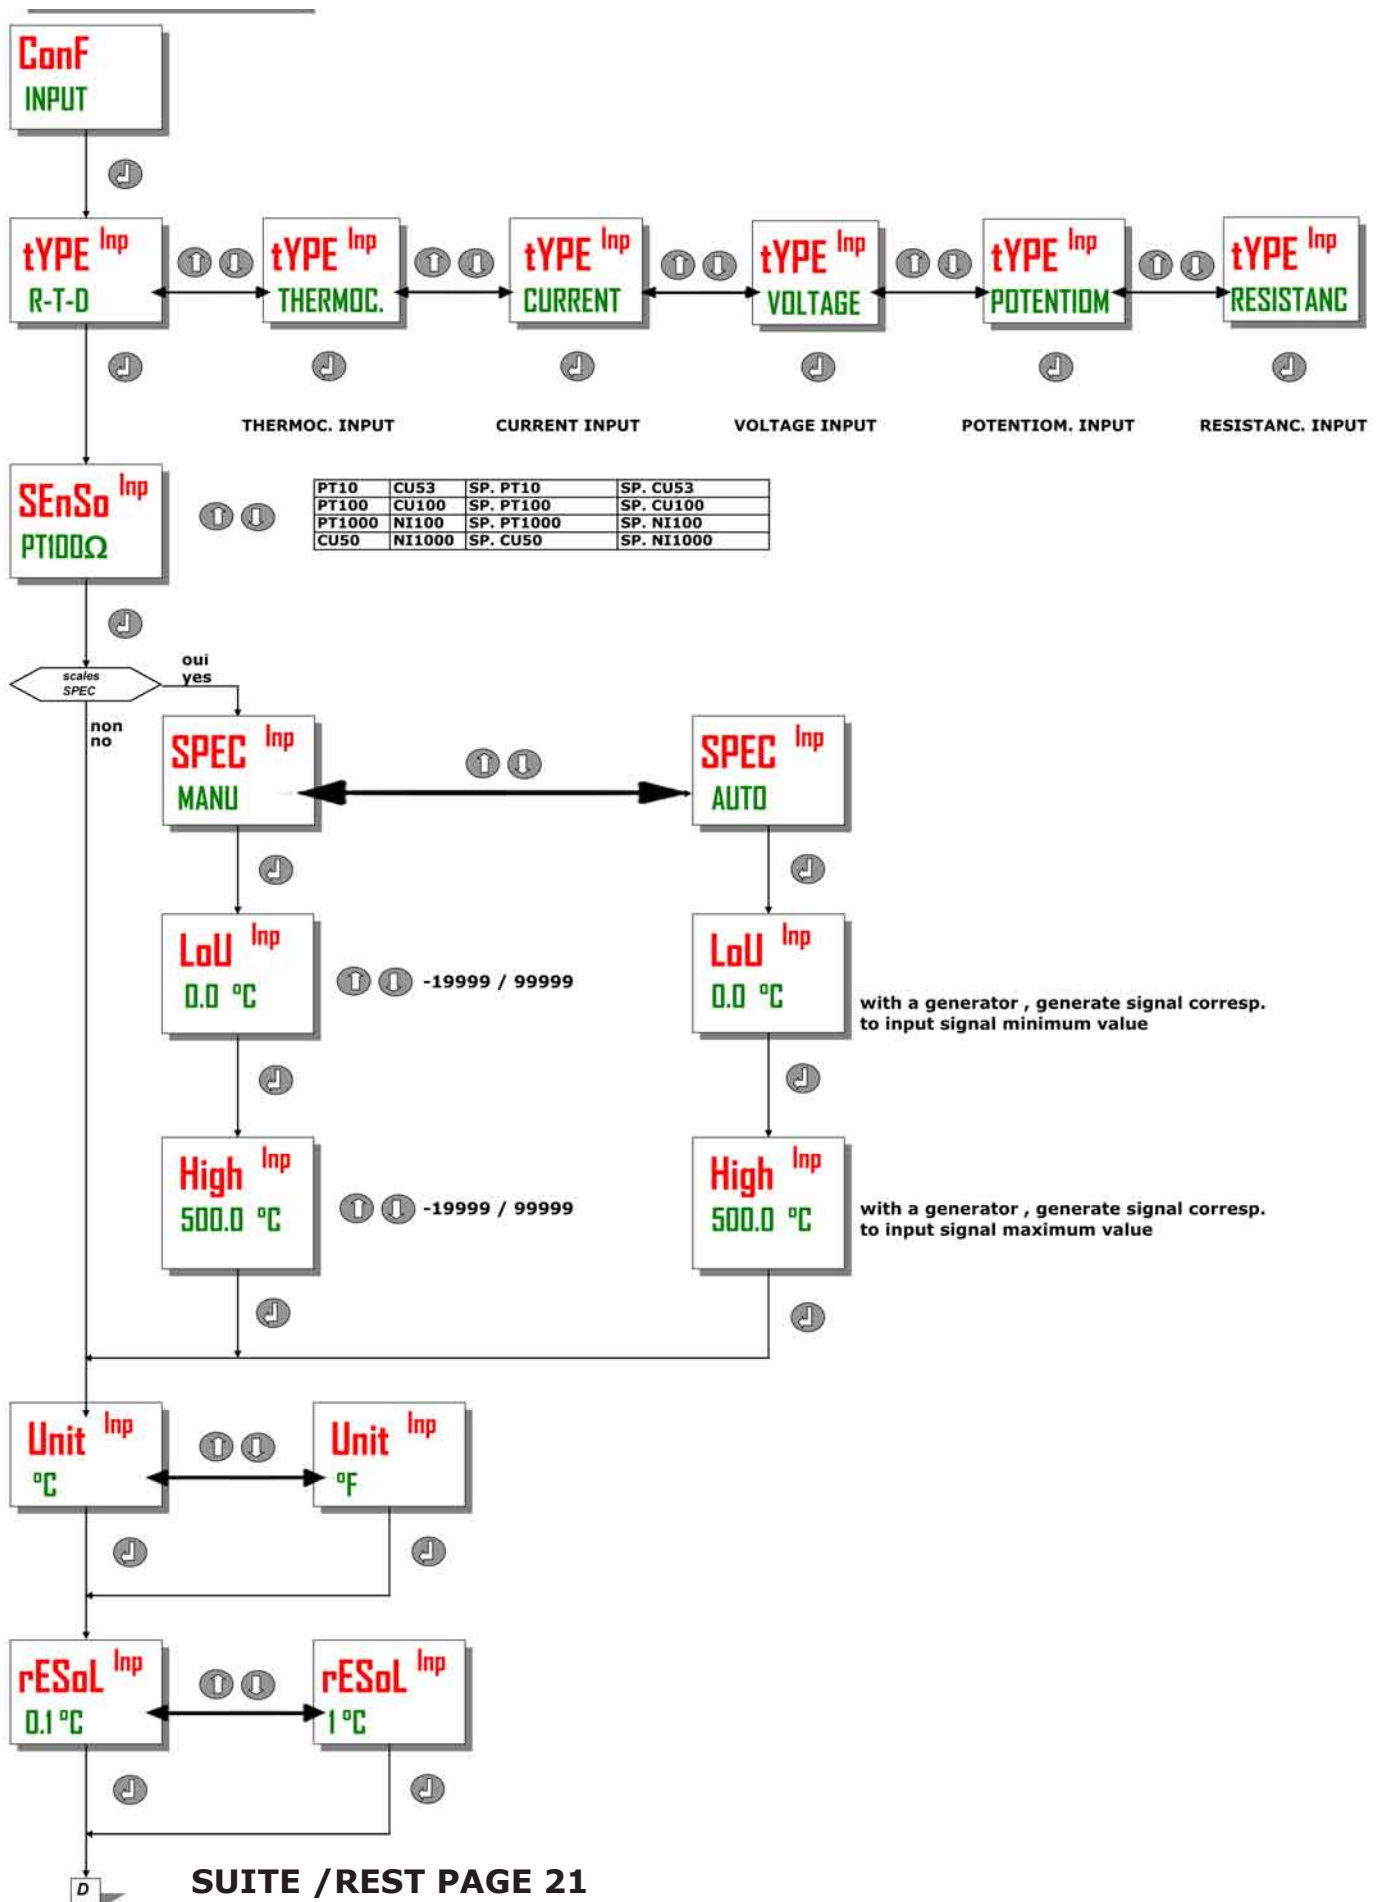 ConF
INPUT
tYPE Inp
R-T-D
tYPE Inp
THERMOC.
tYPE Inp
CURRENT
tYPE Inp
VOLTAGE
tYPE Inp
POTENTIOM
tYPE Inp
RESISTANC
THERMOC. INPUT
CURRENT INPUT
VOLTAGE INPUT
POTENTIOM. INPUT
RESISTANC. INPUT
SEnSo Inp
PT100Ω
PT10 CU53 SP. PT10 SP. CU53
PT100 CU100 SP. PT100 SP. CU100
PT1000 NI100 SP. PT1000 SP. NI100
CU50 NI1000 SP. CU50 SP. NI1000
scales
SPEC
oui
yes
non
no
SPEC Inp
MANU
SPEC Inp
AUTO
LoU Inp
0.0 °C
-19999 / 99999
LoU Inp
0.0 °C
with a generator , generate signal corresp.
to input signal minimum value
High Inp
500.0 °C
-19999 / 99999
High Inp
500.0 °C
with a generator , generate signal corresp.
to input signal maximum value
Unit Inp
°C
Unit Inp
°F
rESoL Inp
0.1 °C
rESoL Inp
1 °C
D
SUITE /REST PAGE 21